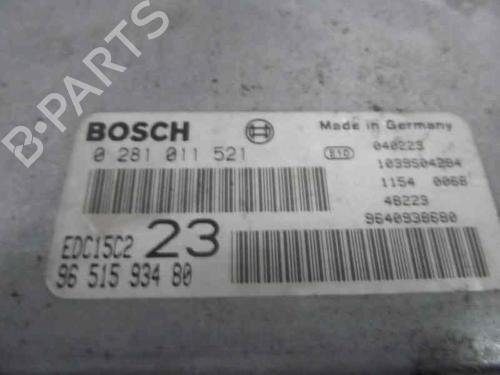 B-PARTS
BOSCH
Made in Germany
0 281 011 521
B10
040223
1039S04284
1154 0068
48223
9640938680
EDC15C2
23
96 515 934 80